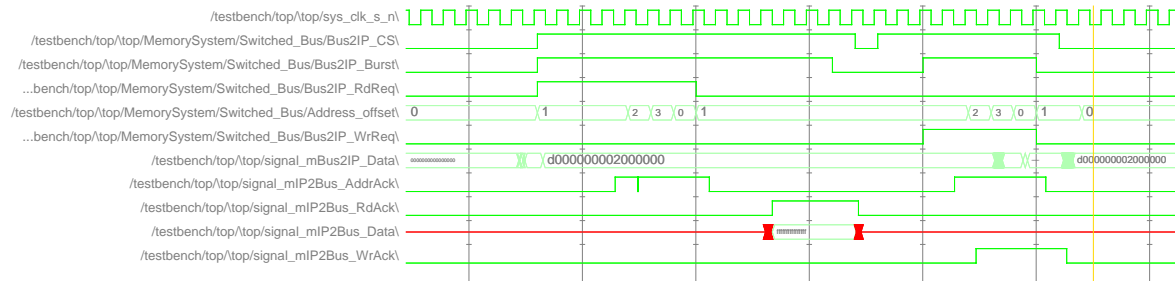 /testbench/top/\top/sys_clk_s_n\
/testbench/top/\top/MemorySystem/Switched_Bus/Bus2IP_CS\
/testbench/top/\top/MemorySystem/Switched_Bus/Bus2IP_Burst\
...bench/top/\top/MemorySystem/Switched_Bus/Bus2IP_RdReq\
/testbench/top/\top/MemorySystem/Switched_Bus/Address_offset\ 0 1 2 3 0 1 2 3 0 1 0
...bench/top/\top/MemorySystem/Switched_Bus/Bus2IP_WrReq\
/testbench/top/\top/signal_mBus2IP_Data\ d000000002000000 d000000002000000
/testbench/top/\top/signal_mIP2Bus_AddrAck\
/testbench/top/\top/signal_mIP2Bus_RdAck\
/testbench/top/\top/signal_mIP2Bus_Data\
/testbench/top/\top/signal_mIP2Bus_WrAck\